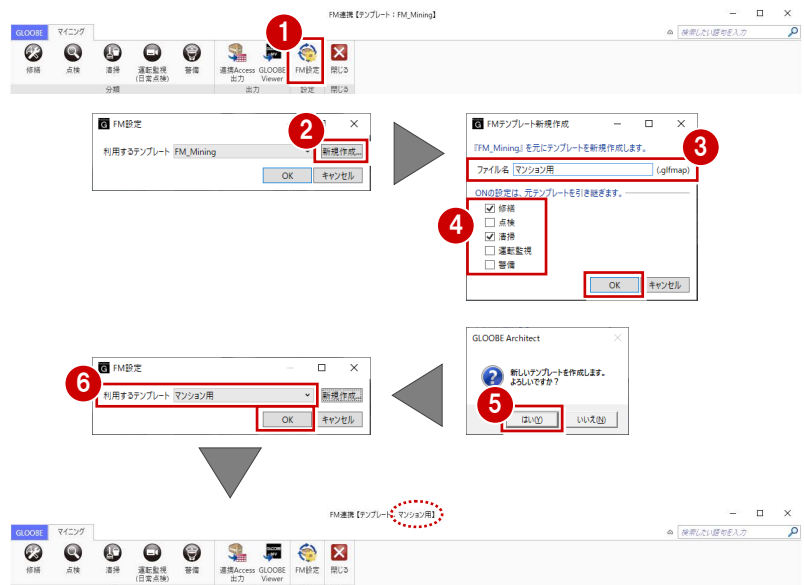 FM連携【テンプレート：FM_Mining】
GLOOBE マイニング 検索したい語句を入力
1
修繕 点検 清掃 運転監視 警備 連携Access GLOOBE FM設定 閉じる
(日常点検) 出力 Viewer
分類 出力 設定 閉じる
FM設定
2
利用するテンプレート FM_Mining 新規作成...
OK キャンセル
FMテンプレート新規作成
『FM_Mining』を元にテンプレートを新規作成します。
3
ファイル名 マンション用 (.glfmap)
ONの設定は、元テンプレートを引き継ぎます。
4
修繕
点検
清掃
運転監視
警備
OK キャンセル
GLOOBE Architect
新しいテンプレートを作成します。
よろしいですか？
5
はい(Y) いいえ(N)
FM設定
6
利用するテンプレート マンション用 新規作成...
OK キャンセル
FM連携【テンプレート：マンション用】
GLOOBE マイニング 検索したい語句を入力
修繕 点検 清掃 運転監視 警備 連携Access GLOOBE FM設定 閉じる
(日常点検) 出力 Viewer